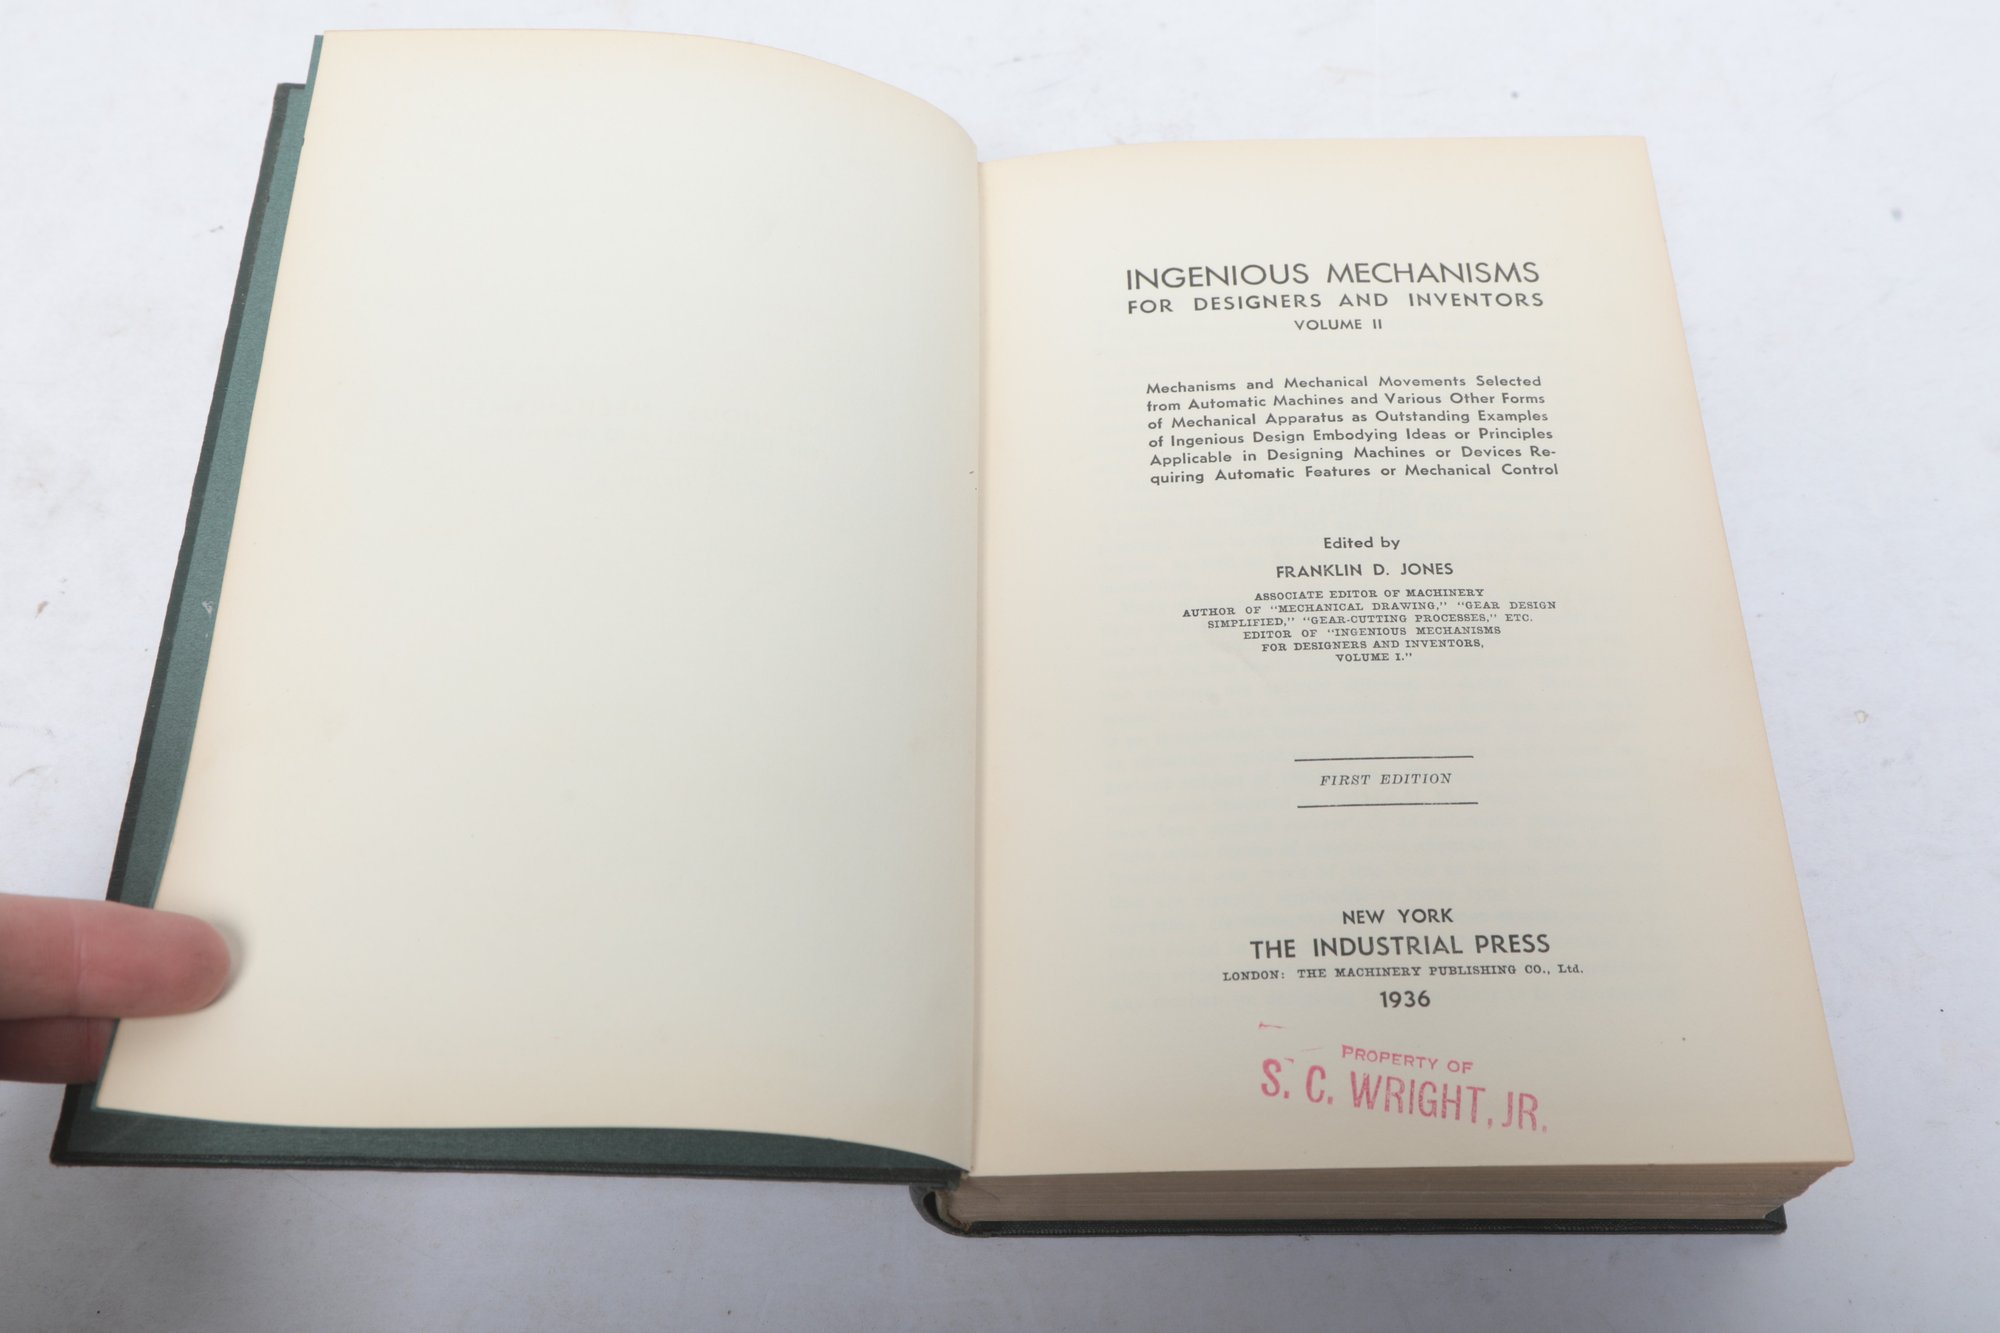 INGENIOUS MECHANISMS
FOR DESIGNERS AND INVENTORS
VOLUME II
Mechanisms and Mechanical Movements Selected
from Automatic Machines and Various Other Forms
of Mechanical Apparatus as Outstanding Examples
of Ingenious Design Embodying Ideas or Principles
Applicable in Designing Machines or Devices Re-
quiring Automatic Features or Mechanical Control
Edited by
FRANKLIN D. JONES
ASSOCIATE EDITOR OF MACHINERY
AUTHOR OF "MECHANICAL DRAWING," "GEAR DESIGN
SIMPLIFIED," "GEAR-CUTTING PROCESSES," ETC.
EDITOR OF "INGENIOUS MECHANISMS
FOR DESIGNERS AND INVENTORS,
VOLUME I."
FIRST EDITION
NEW YORK
THE INDUSTRIAL PRESS
LONDON: THE MACHINERY PUBLISHING CO., Ltd.
1936
PROPERTY OF
S. C. WRIGHT, JR.